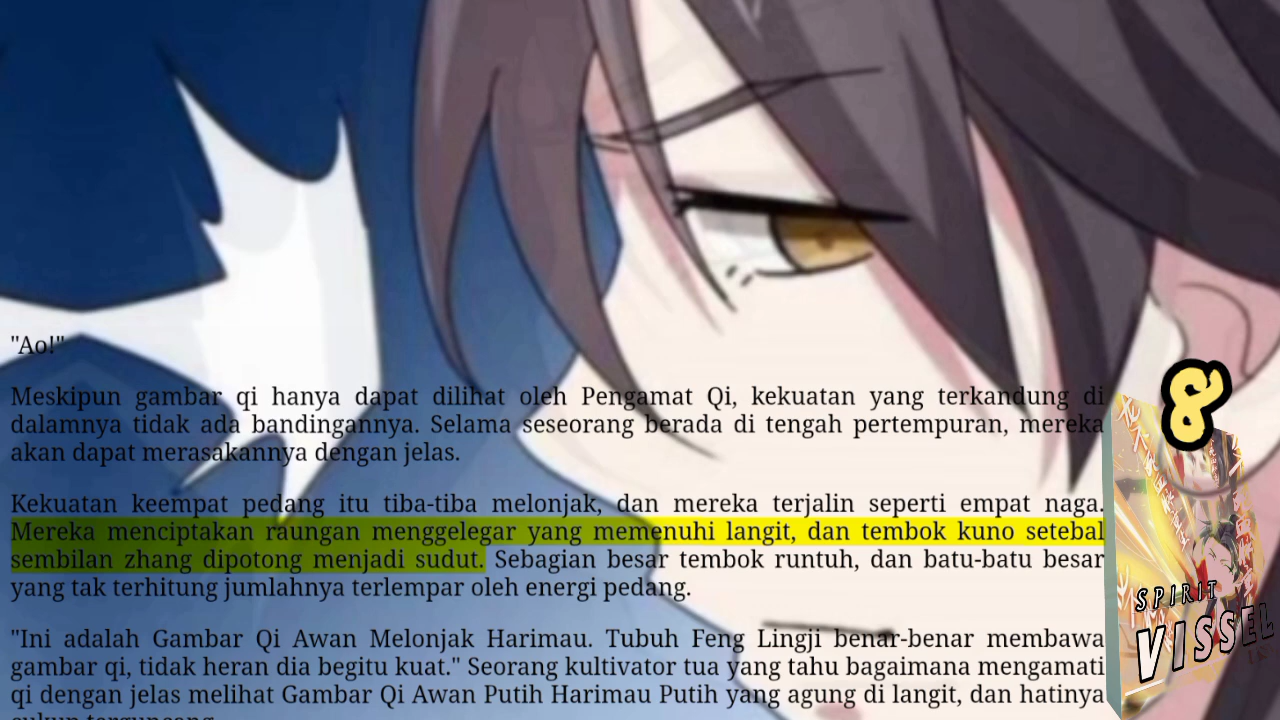 "Ao!"
Meskipun gambar qi hanya dapat dilihat oleh Pengamat Qi, kekuatan yang terkandung di
dalamnya tidak ada bandingannya. Selama seseorang berada di tengah pertempuran, mereka
akan dapat merasakannya dengan jelas.
Kekuatan keempat pedang itu tiba-tiba melonjak, dan mereka terjalin seperti empat naga.
Mereka menciptakan raungan menggelegar yang memenuhi langit, dan tembok kuno setebal
sembilan zhang dipotong menjadi sudut. Sebagian besar tembok runtuh, dan batu-batu besar
yang tak terhitung jumlahnya terlempar oleh energi pedang.
"Ini adalah Gambar Qi Awan Melonjak Harimau. Tubuh Feng Lingji benar-benar membawa
gambar qi, tidak heran dia begitu kuat." Seorang kultivator tua yang tahu bagaimana mengamati
qi dengan jelas melihat Gambar Qi Awan Putih Harimau Putih yang agung di langit, dan hatinya
8
SPIRIT
VISSEL